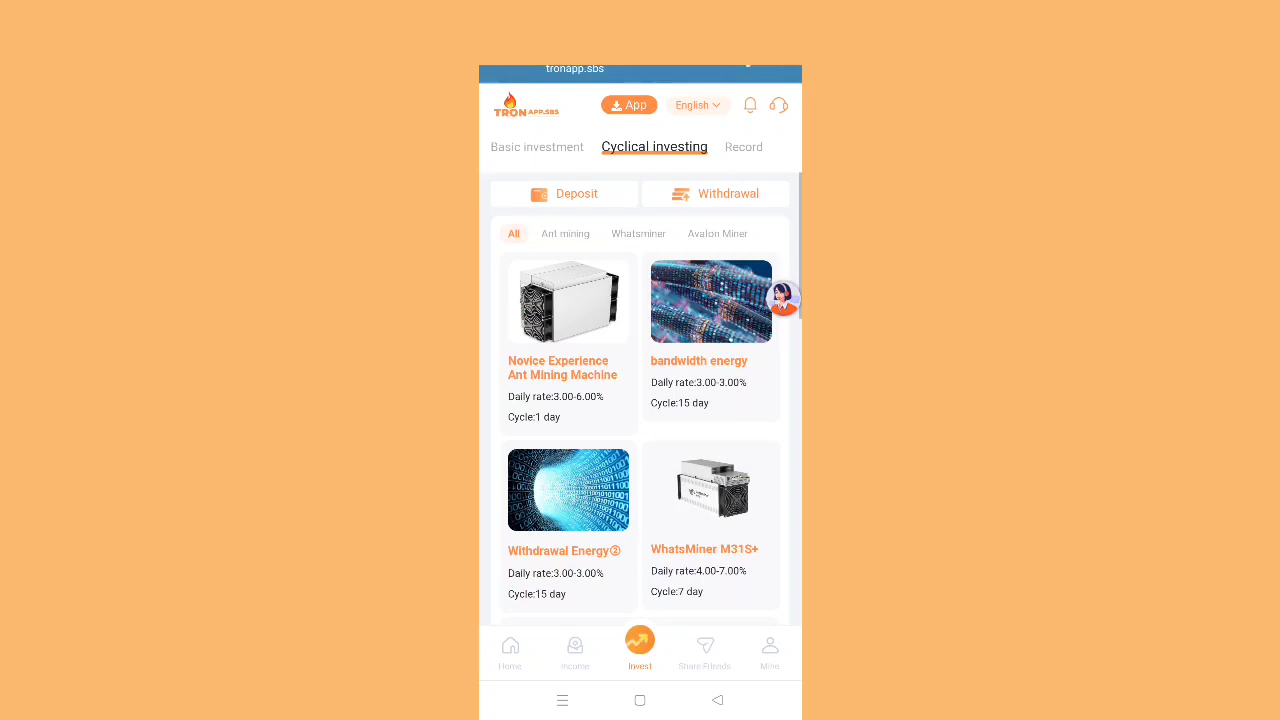 tronapp.sbs
TRON APP.SBS
App
English
Basic investment
Cyclical investing
Record
Deposit
Withdrawal
All
Ant mining
Whatsminer
Avalon Miner
Novice Experience
Ant Mining Machine
Daily rate:3.00-6.00%
Cycle:1 day
bandwidth energy
Daily rate:3.00-3.00%
Cycle:15 day
Withdrawal Energy②
Daily rate:3.00-3.00%
Cycle:15 day
WhatsMiner M31S+
Daily rate:4.00-7.00%
Cycle:7 day
Home
Income
Invest
Share Friends
Mine